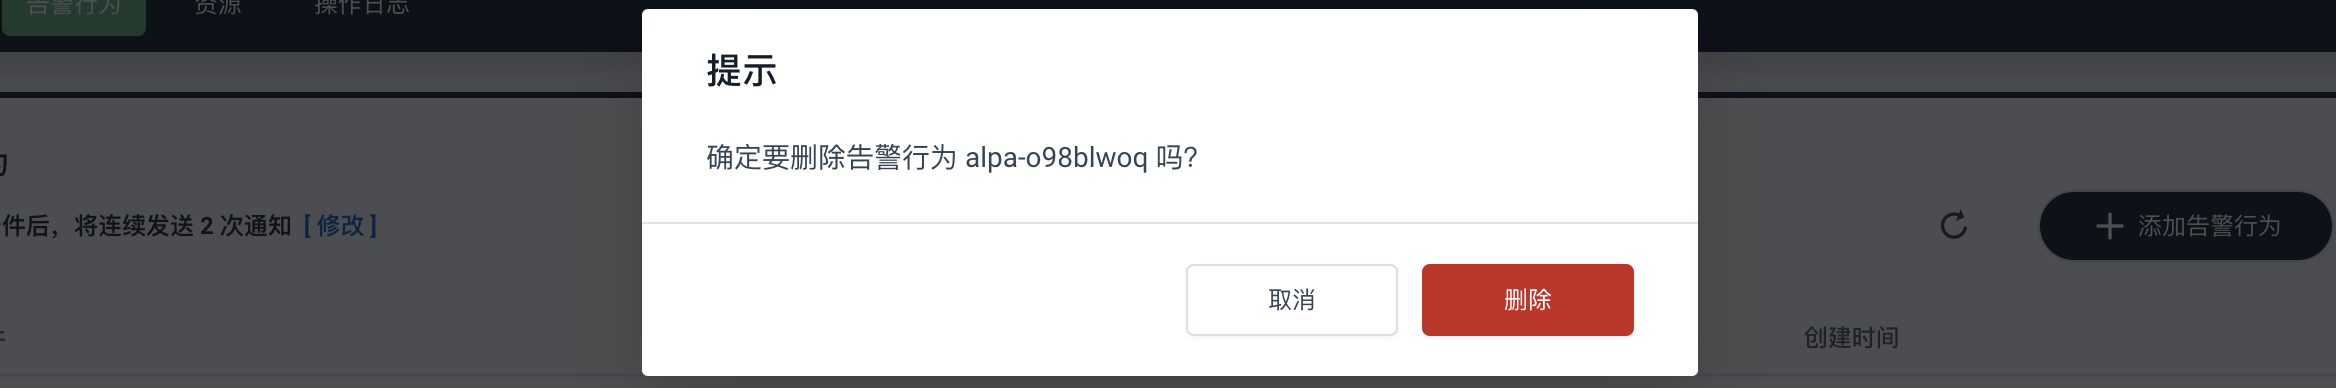 告警行为
资源
操作日志
提示
确定要删除告警行为 alpa-o98blwoq 吗?
件后，将连续发送 2 次通知 [ 修改 ]
添加告警行为
取消
删除
创建时间